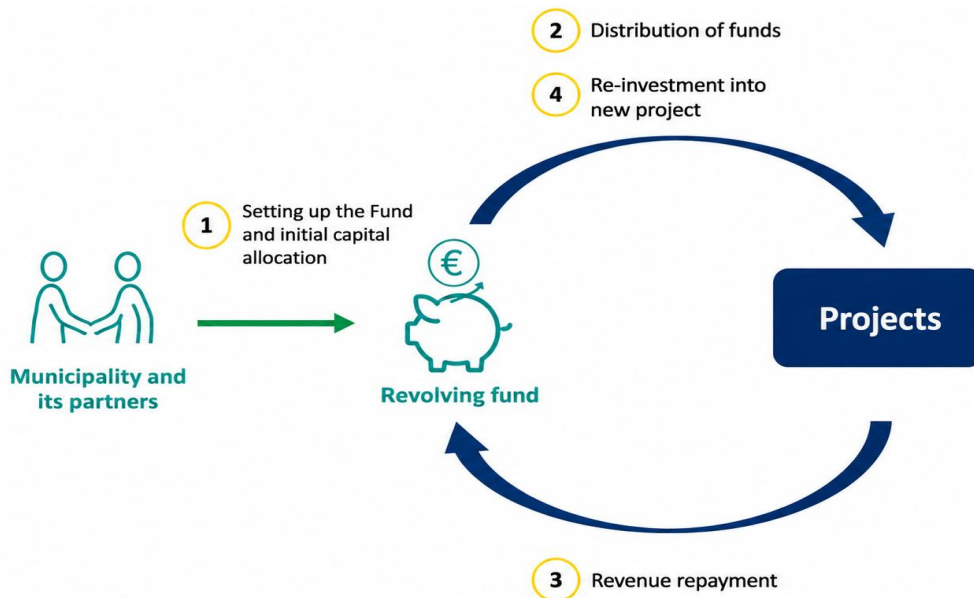 2 Distribution of funds
4 Re-investment into
new project
1 Setting up the Fund
and initial capital
allocation
€
Projects
Municipality and
its partners
Revolving fund
3 Revenue repayment